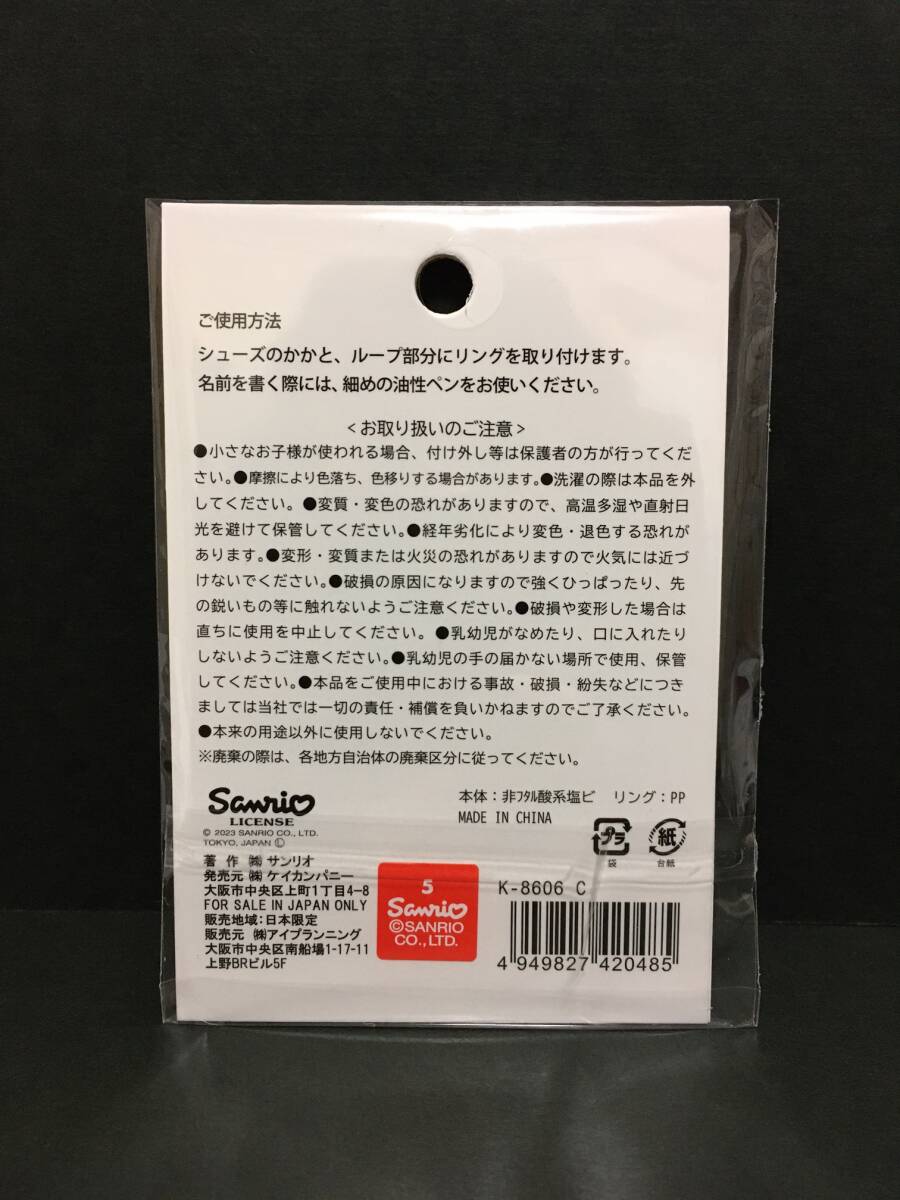 ご使用方法
シューズのかかと、ループ部分にリングを取り付けます。
名前を書く際には、細めの油性ペンをお使いください。
<お取り扱いのご注意>
●小さなお子様が使われる場合、付け外し等は保護者の方が行ってくだ
さい。●摩擦により色落ち、色移りする場合があります。●洗濯の際は本品を外
してください。●変質・変色の恐れがありますので、高温多湿や直射日
光を避けて保管してください。●経年劣化により変色・退色する恐れが
あります。●変形・変質または火災の恐れがありますので火気には近づ
けないでください。●破損の原因になりますので強くひっぱったり、先
の鋭いもの等に触れないようご注意ください。●破損や変形した場合は
直ちに使用を中止してください。●乳幼児がなめたり、口に入れたり
しないようご注意ください。●乳幼児の手の届かない場所で使用、保管
してください。●本品をご使用中における事故・破損・紛失などにつき
ましては当社では一切の責任・補償を負いかねますのでご了承ください。
●本来の用途以外に使用しないでください。
※廃棄の際は、各地方自治体の廃棄区分に従ってください。
Sanrio
LICENSE
© 2023 SANRIO CO., LTD.
TOKYO, JAPAN Ⓛ
著 作 ㈱ サンリオ
発売元 ㈱ ケイカンパニー
大阪市中央区上町1丁目4-8
FOR SALE IN JAPAN ONLY
販売地域:日本限定
販売元 ㈱アイプランニング
大阪市中央区南船場1-17-11
上野BRビル5F
本体:非フタル酸系塩ビ リング:PP
MADE IN CHINA
プラ
袋
紙
台紙
5
Sanrio
©SANRIO
CO., LTD.
K-8606 C
4 949827 420485